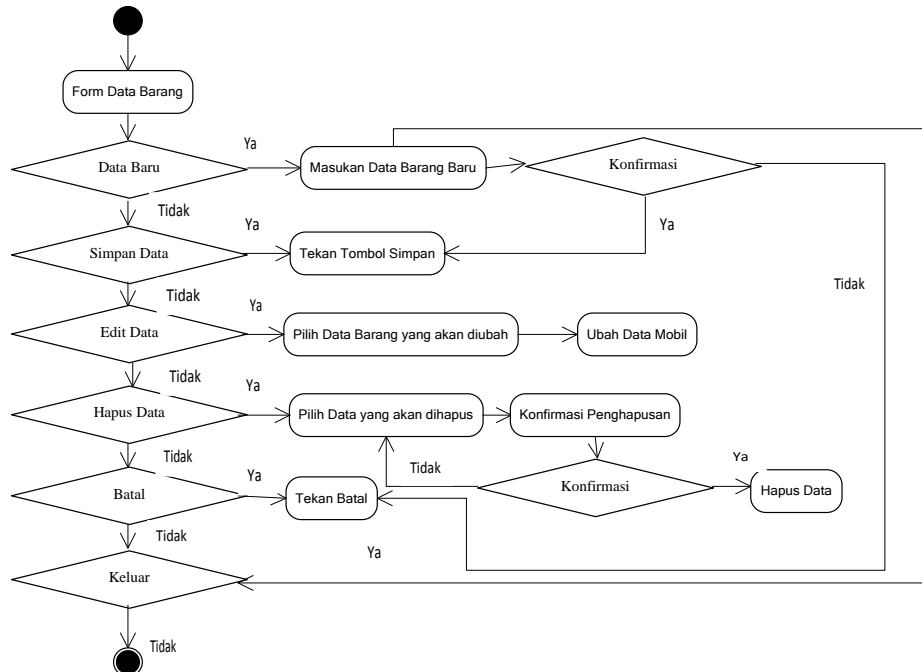 Form Data Barang
Ya
Data Baru
Masukan Data Barang Baru
Konfirmasi
Tidak
Ya
Ya
Simpan Data
Tekan Tombol Simpan
Tidak
Tidak
Ya
Edit Data
Pilih Data Barang yang akan diubah
Ubah Data Mobil
Tidak
Ya
Hapus Data
Pilih Data yang akan dihapus
Konfirmasi Penghapusan
Tidak
Tidak
Ya
Batal
Ya
Tekan Batal
Konfirmasi
Hapus Data
Tidak
Ya
Keluar
Tidak